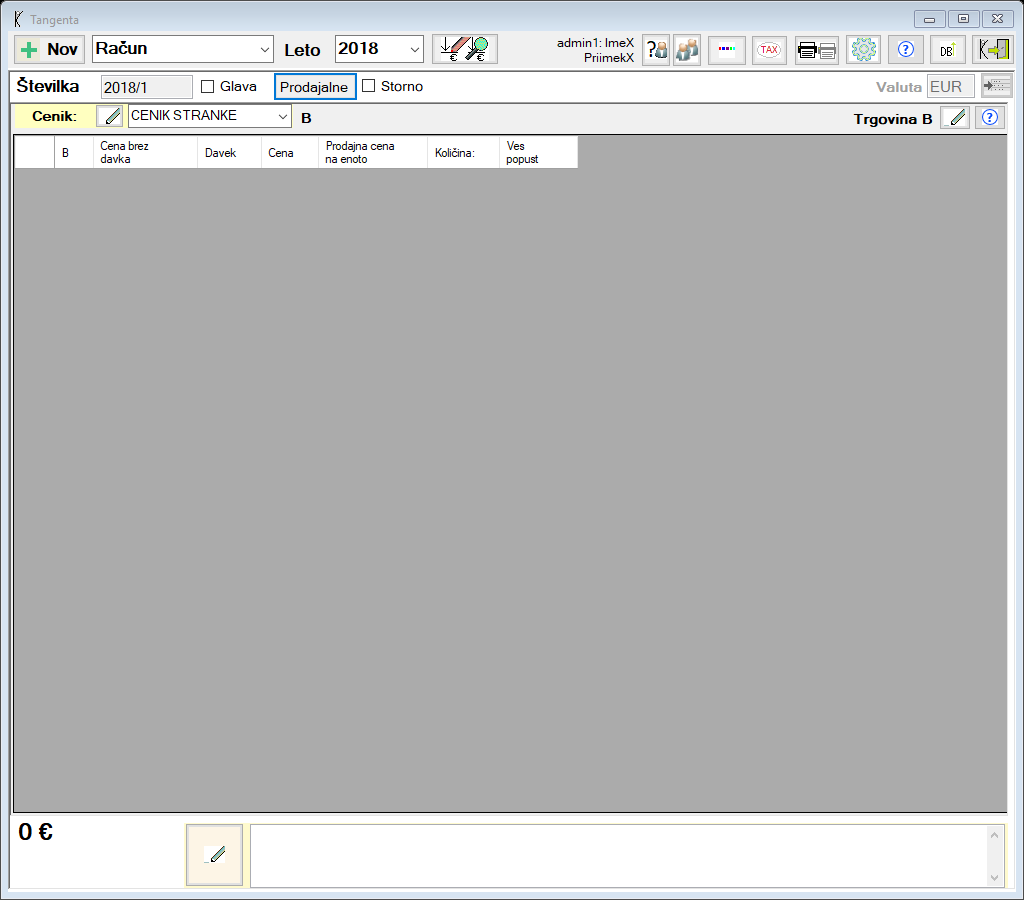 Tangenta
Nov Račun Leto 2018 admin1: ImeX PriimekX TAX DB
Številka 2018/1 Glava Prodajalne Storno Valuta EUR
Cenik: CENIK STRANKE B Trgovina B
B Cena brez davka Davek Cena Prodajna cena na enoto Količina: Ves popust
0 €